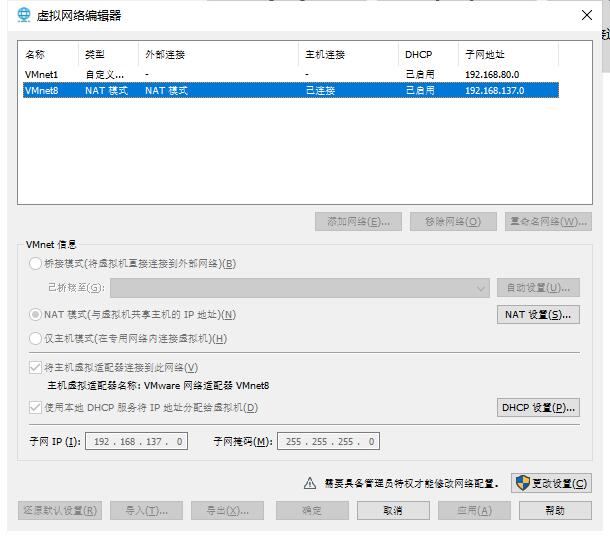 虚拟网络编辑器
名称 类型 外部连接 主机连接 DHCP 子网地址
VMnet1 自定义... - - 已启用 192.168.80.0
VMnet8 NAT 模式 NAT 模式 已连接 已启用 192.168.137.0
添加网络(E)... 移除网络(O) 重命名网络(W)...
VMnet 信息
桥接模式(将虚拟机直接连接到外部网络)(B)
已桥接至(G): 自动设置(U)...
NAT 模式(与虚拟机共享主机的 IP 地址)(N) NAT 设置(S)...
仅主机模式(在专用网络内连接虚拟机)(H)
将主机虚拟适配器连接到此网络(V)
主机虚拟适配器名称: VMware 网络适配器 VMnet8
使用本地 DHCP 服务将 IP 地址分配给虚拟机(D) DHCP 设置(P)...
子网 IP (I): 192 . 168 . 137 . 0 子网掩码(M): 255 . 255 . 255 . 0
需要具备管理员特权才能修改网络配置。 更改设置(C)
还原默认设置(R) 导入(T)... 导出(X)... 确定 取消 应用(A) 帮助